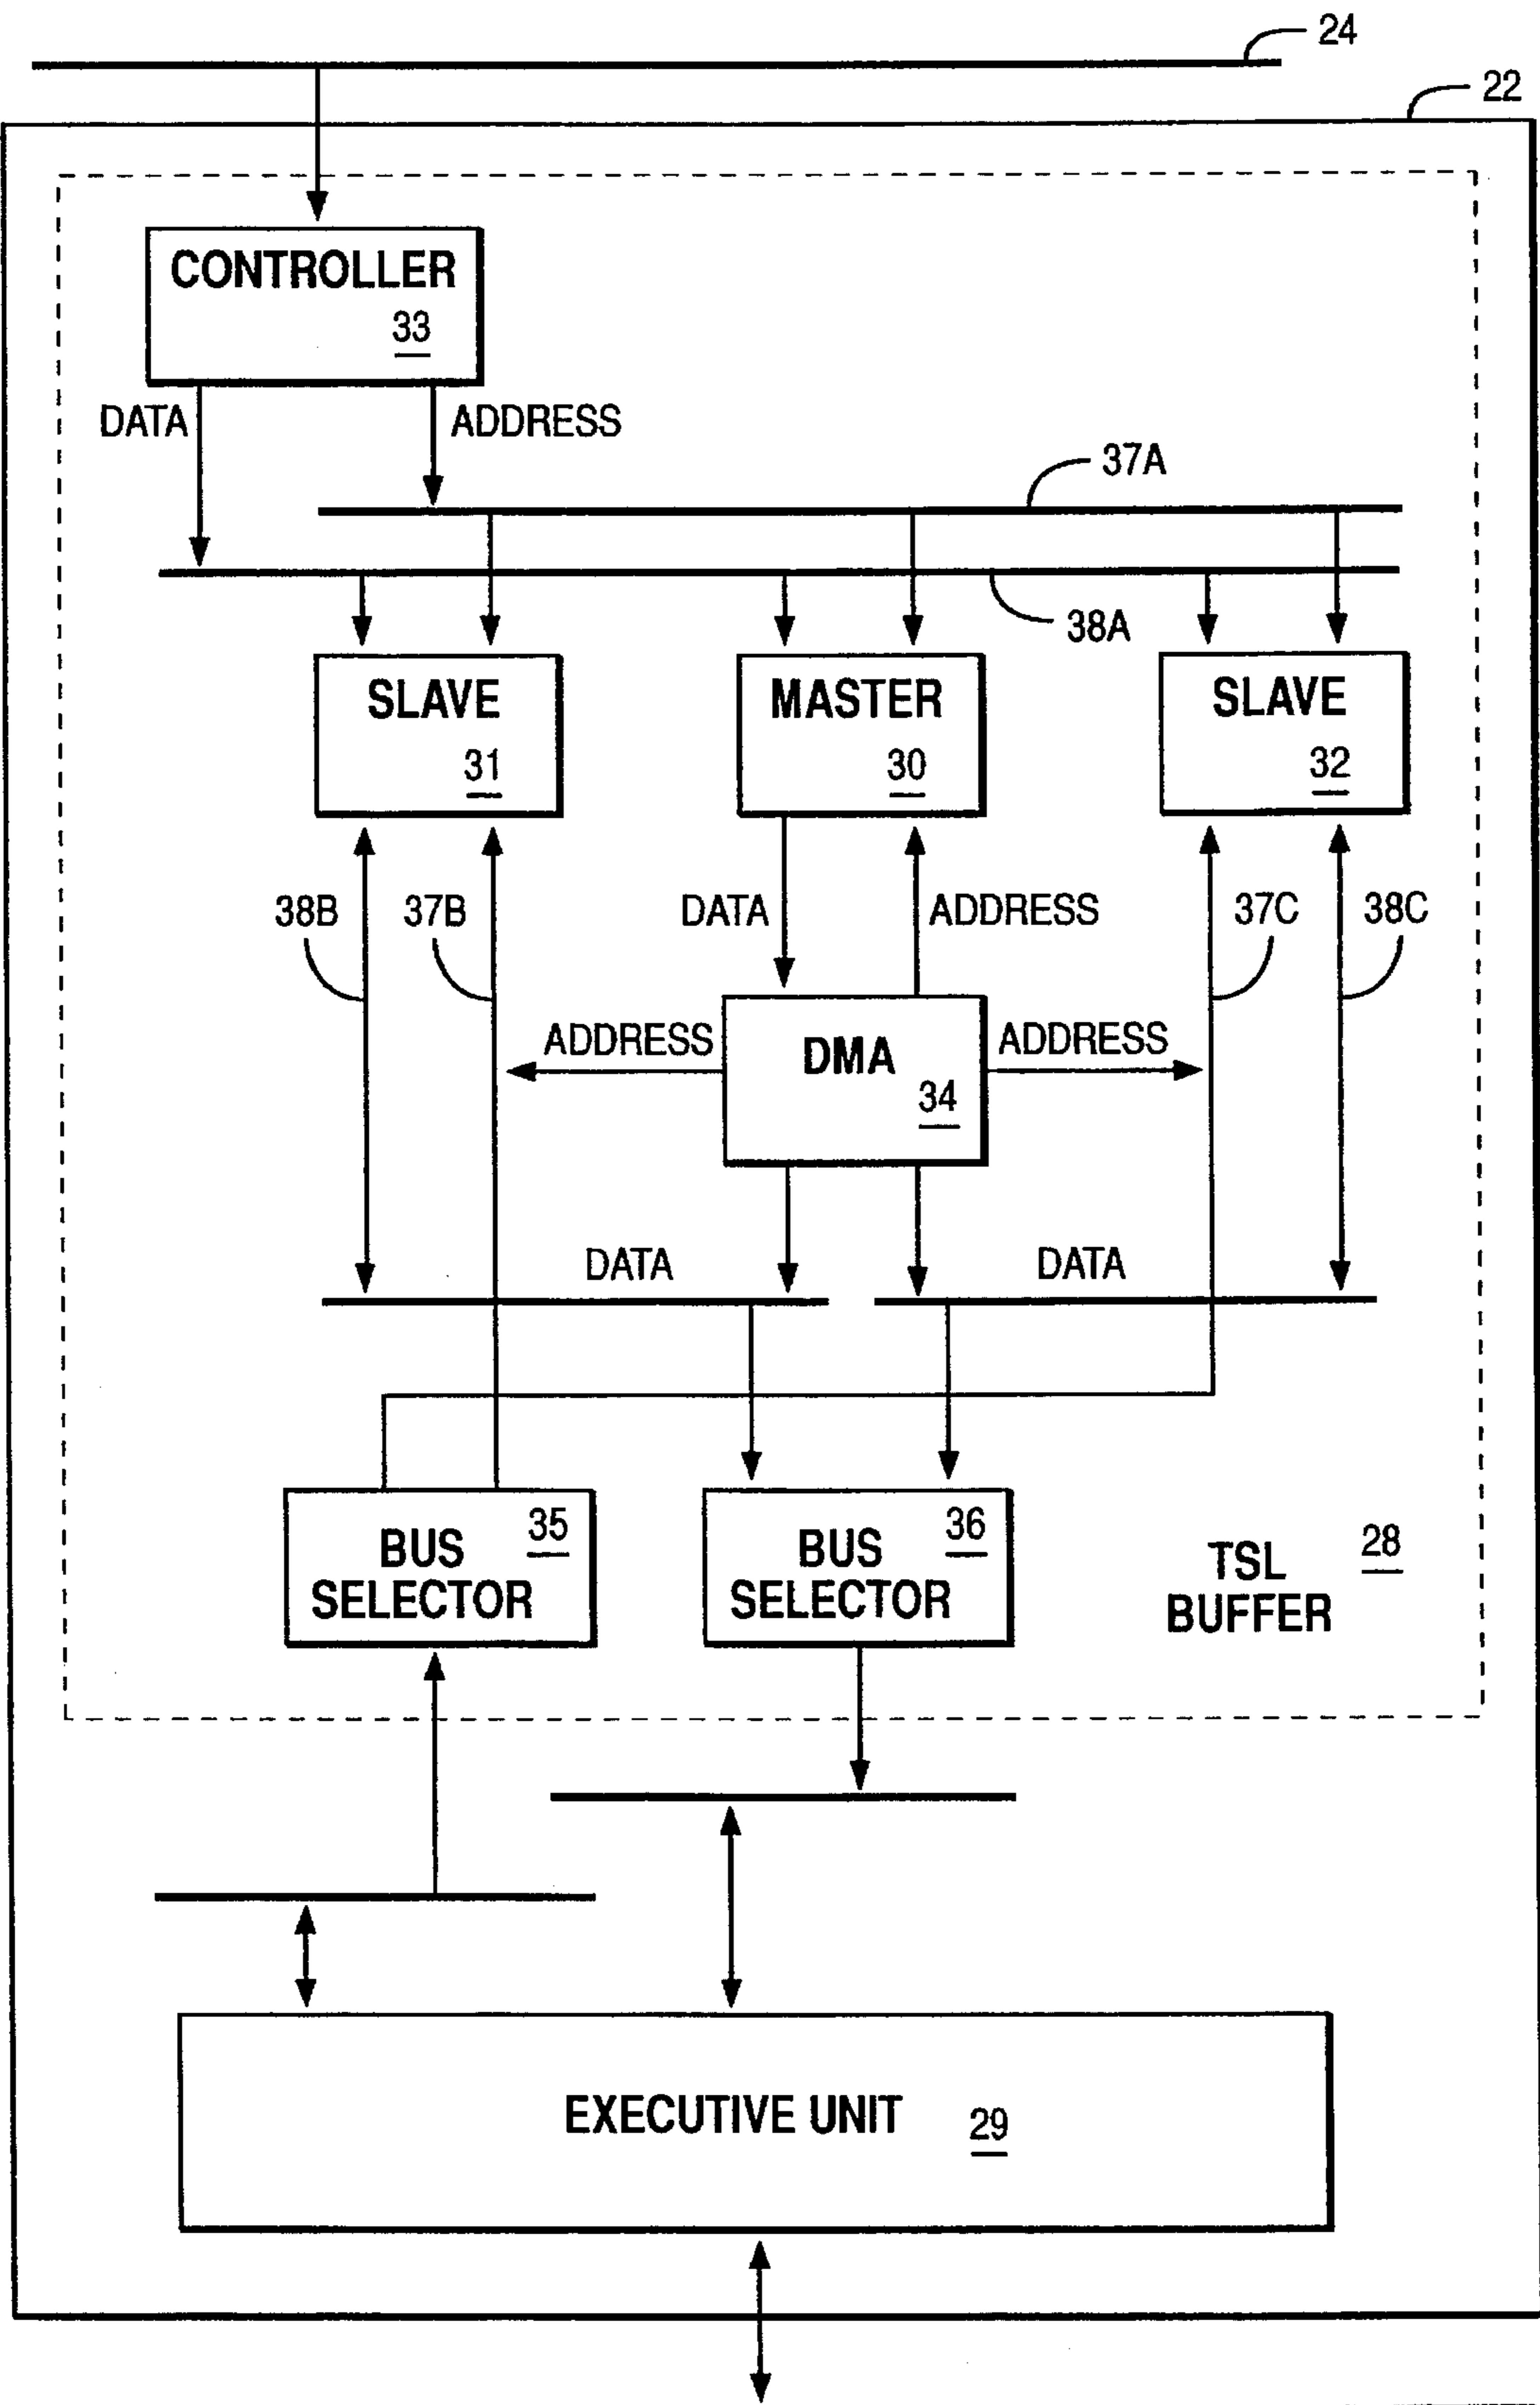 24
22
CONTROLLER
33
DATA
ADDRESS
37A
38A
SLAVE
31
MASTER
30
SLAVE
32
38B
37B
DATA
ADDRESS
37C
38C
ADDRESS
DMA
34
ADDRESS
DATA
DATA
35
BUS
SELECTOR
36
BUS
SELECTOR
TSL
BUFFER
28
EXECUTIVE UNIT
29